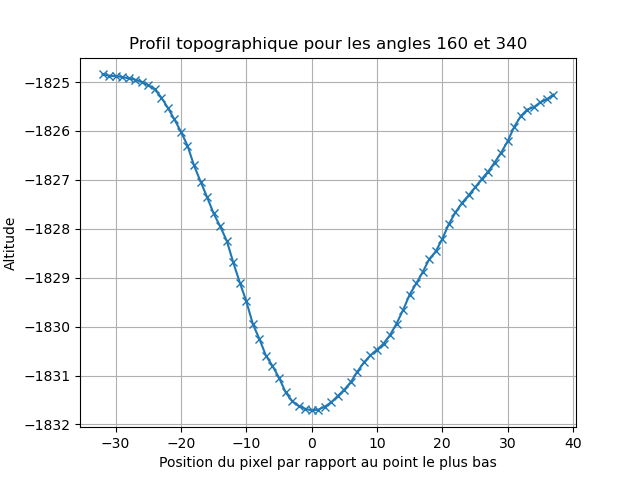 Profil topographique pour les angles 160 et 340
−1825
−1826
−1827
−1828
−1829
−1830
−1831
−1832
Altitude
−30 −20 −10 0 10 20 30 40
Position du pixel par rapport au point le plus bas